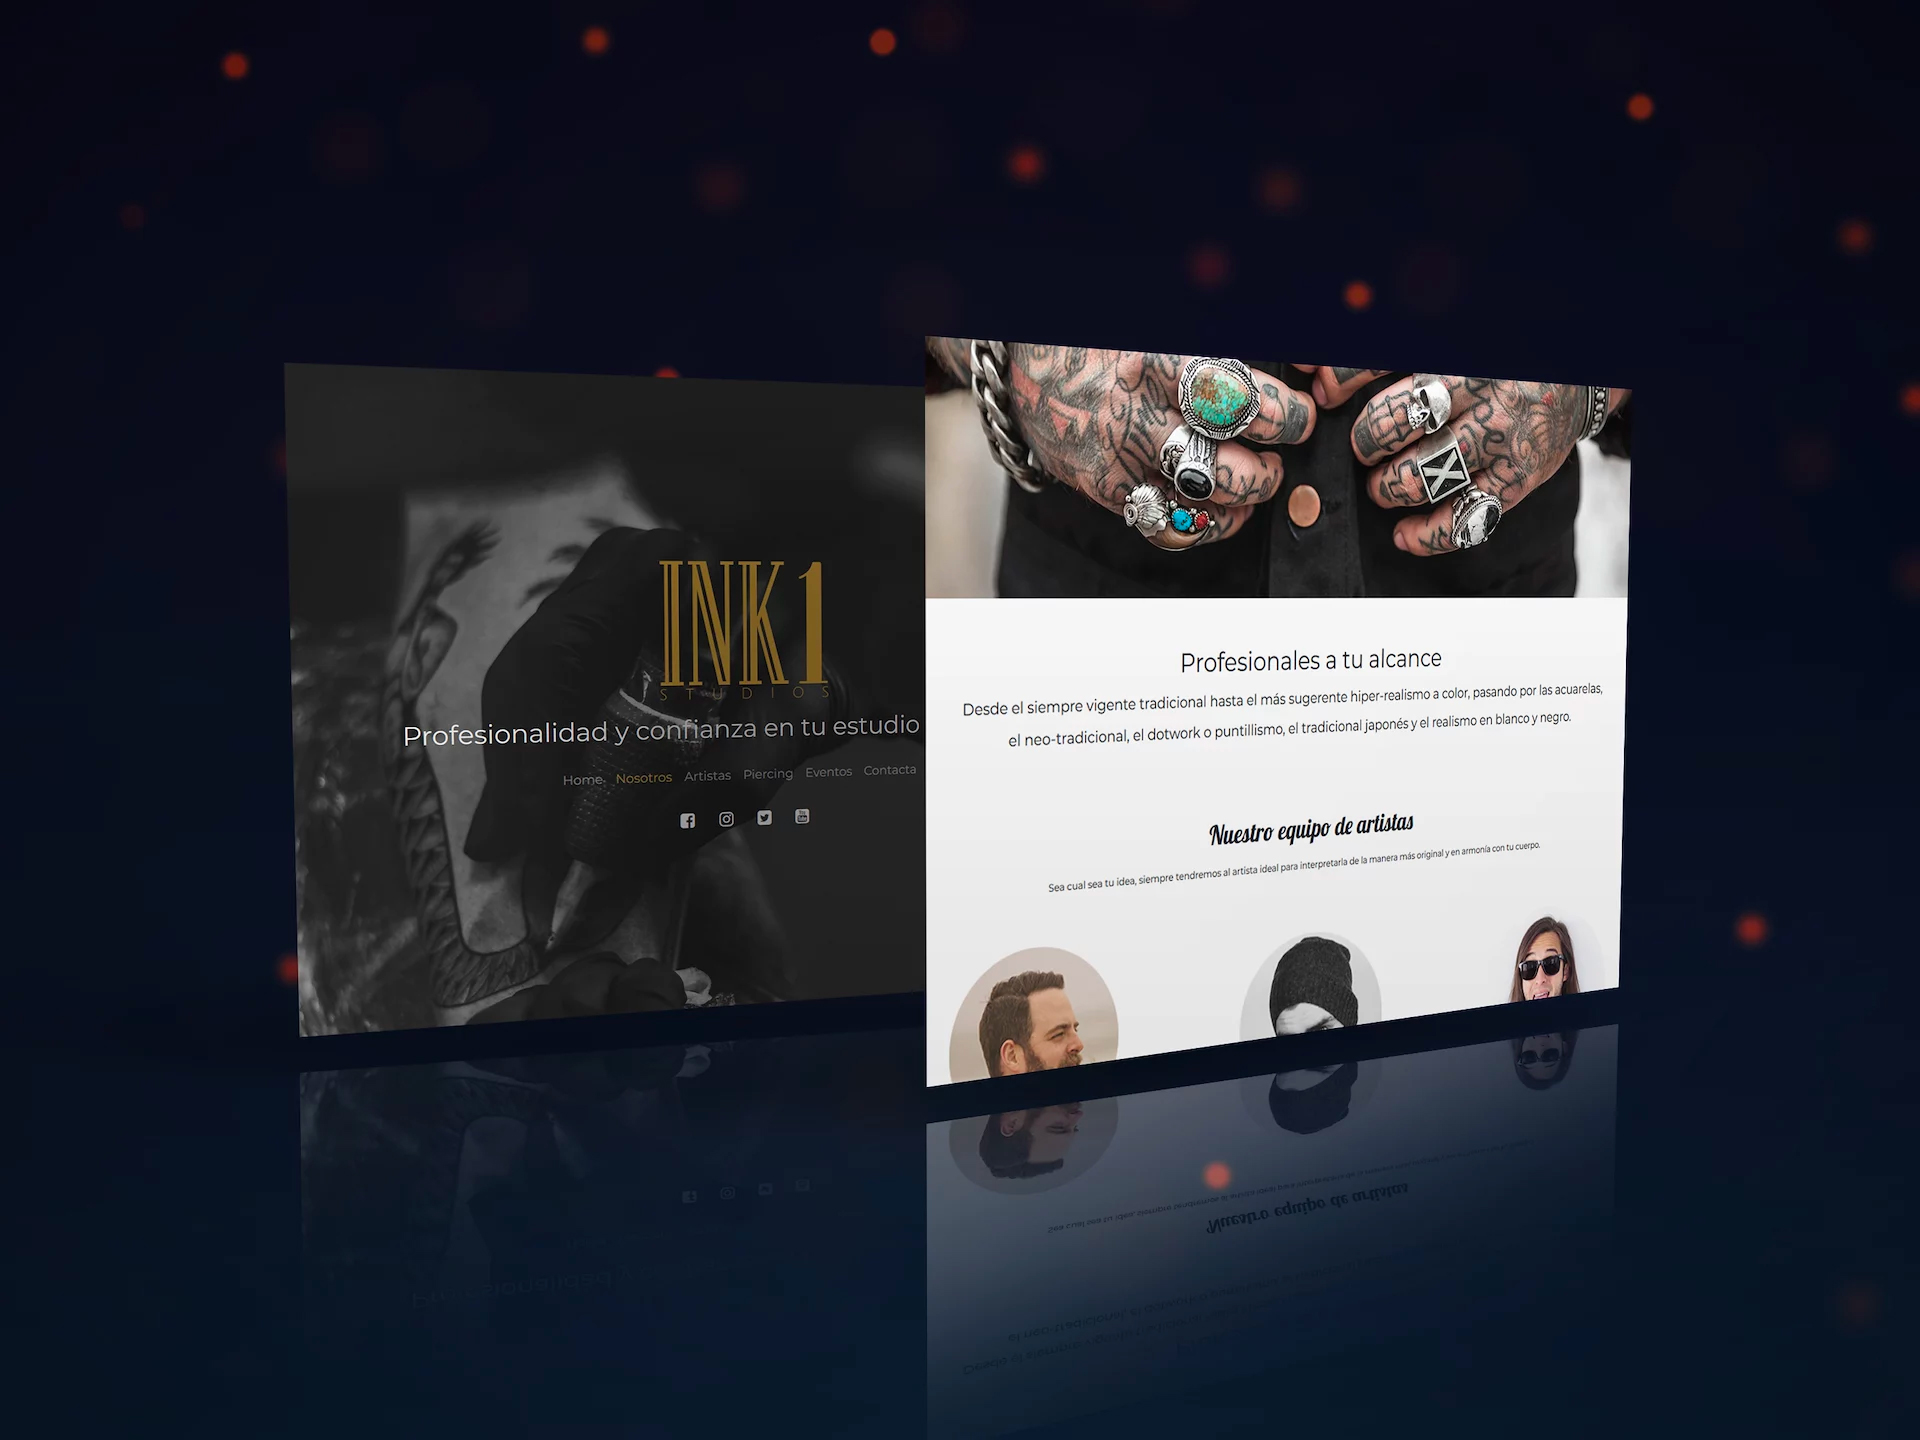 INK1
STUDIOS
Profesionalidad y confianza en tu estudio
Home Nosotros Artistas Piercing Eventos Contacta
X
Profesionales a tu alcance
Desde el siempre vigente tradicional hasta el más sugerente hiper-realismo a color, pasando por las acuarelas,
el neo-tradicional, el dotwork o puntillismo, el tradicional japonés y el realismo en blanco y negro.
Nuestro equipo de artistas
Sea cual sea tu idea, siempre tendremos al artista ideal para interpretarla de la manera más original y en armonía con tu cuerpo.